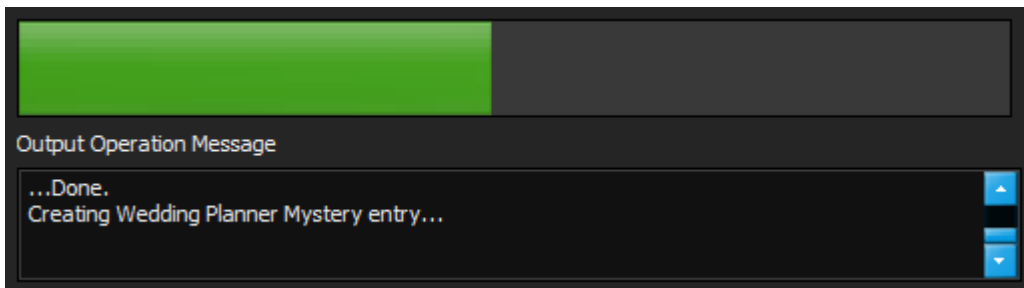 Output Operation Message
...Done.
Creating Wedding Planner Mystery entry...